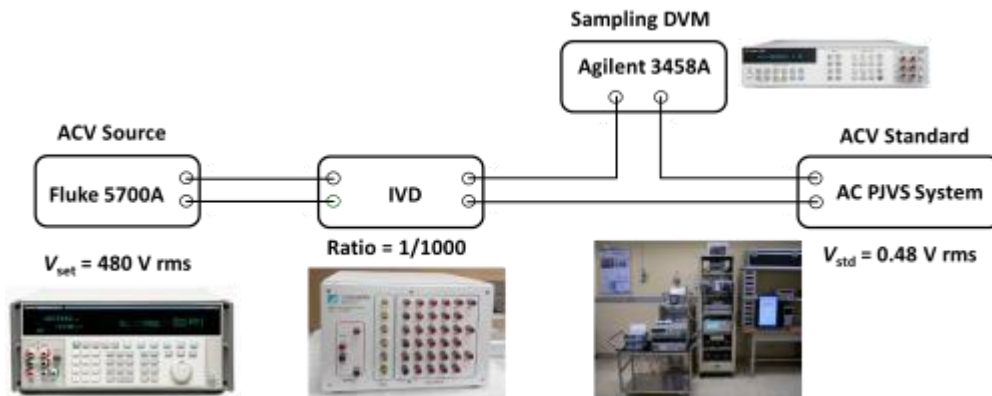 Sampling DVM
Agilent 3458A
ACV Source
ACV Standard
Fluke 5700A
IVD
AC PJVS System
Ratio = 1/1000
V_set = 480 V rms
V_std = 0.48 V rms